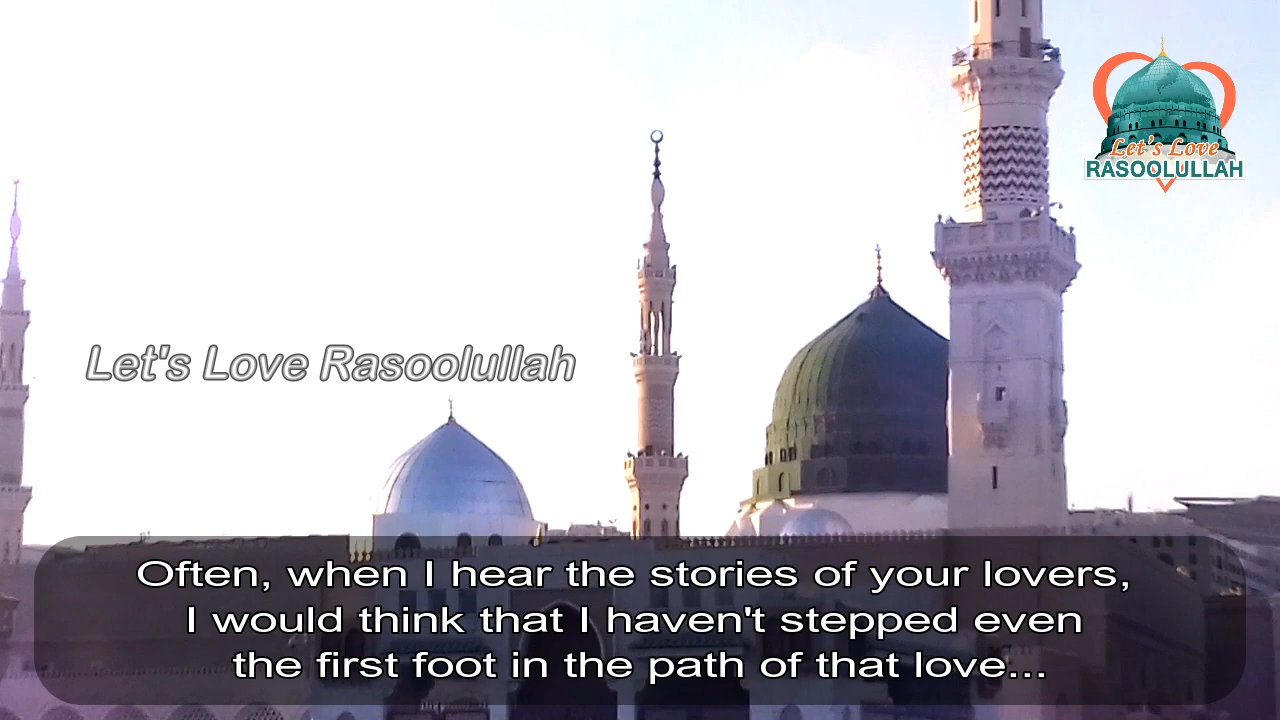 Let's Love
RASOOLULLAH
Let's Love Rasoolullah
Often, when I hear the stories of your lovers,
I would think that I haven't stepped even
the first foot in the path of that love...